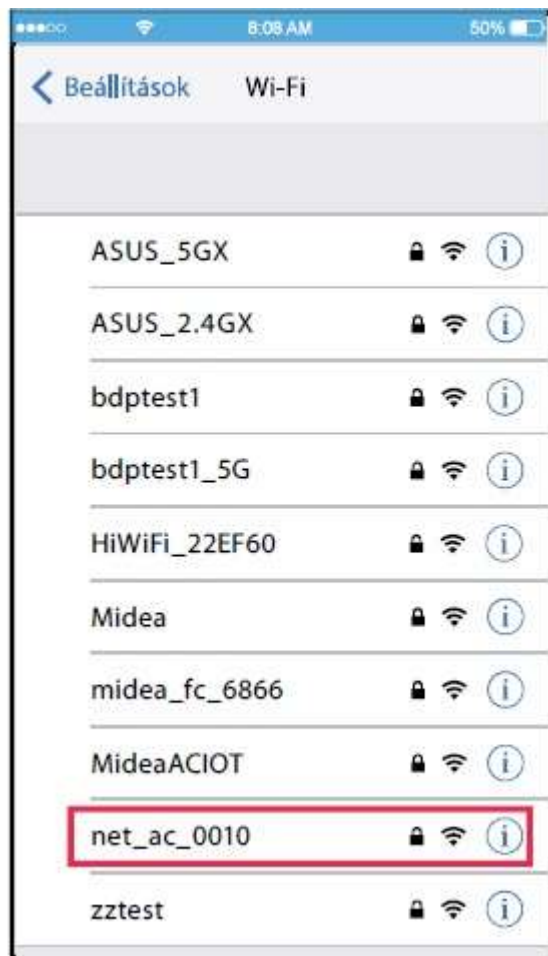 8:08 AM 50%
Beállítások Wi-Fi
ASUS_5GX
ASUS_2.4GX
bdptest1
bdptest1_5G
HiWiFi_22EF60
Midea
midea_fc_6866
MideaACIOT
net_ac_0010
zztest